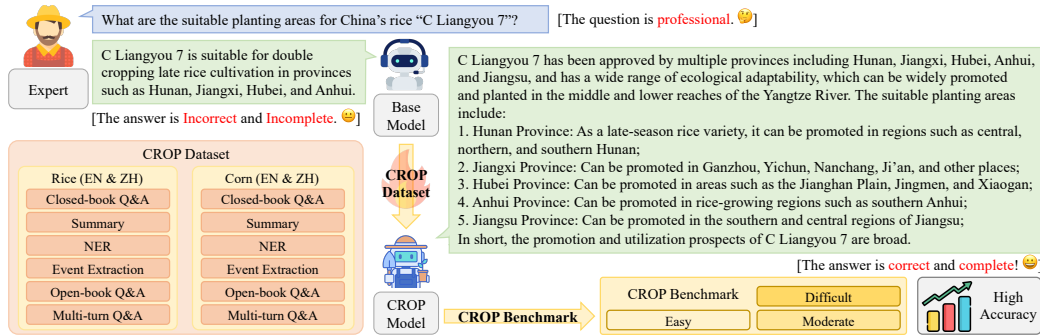 What are the suitable planting areas for China's rice “C Liangyou 7”?
[The question is professional. 🤔]
Expert
C Liangyou 7 is suitable for double
cropping late rice cultivation in provinces
such as Hunan, Jiangxi, Hubei, and Anhui.
[The answer is Incorrect and Incomplete. 😐]
Base
Model
C Liangyou 7 has been approved by multiple provinces including Hunan, Jiangxi, Hubei, Anhui,
and Jiangsu, and has a wide range of ecological adaptability, which can be widely promoted
and planted in the middle and lower reaches of the Yangtze River. The suitable planting areas
include:
1. Hunan Province: As a late-season rice variety, it can be promoted in regions such as central,
northern, and southern Hunan;
2. Jiangxi Province: Can be promoted in Ganzhou, Yichun, Nanchang, Ji'an, and other places;
3. Hubei Province: Can be promoted in areas such as the Jianghan Plain, Jingmen, and Xiaogan;
4. Anhui Province: Can be promoted in rice-growing regions such as southern Anhui;
5. Jiangsu Province: Can be promoted in the southern and central regions of Jiangsu;
In short, the promotion and utilization prospects of C Liangyou 7 are broad.
[The answer is correct and complete! 😀]
CROP Dataset
Rice (EN & ZH)
Closed-book Q&A
Summary
NER
Event Extraction
Open-book Q&A
Multi-turn Q&A
Corn (EN & ZH)
Closed-book Q&A
Summary
NER
Event Extraction
Open-book Q&A
Multi-turn Q&A
CROP
Dataset
CROP
Model
CROP Benchmark
CROP Benchmark
Difficult
Easy
Moderate
High
Accuracy